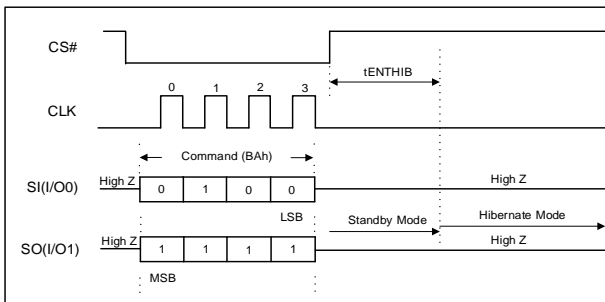 CS#
tENTHIB
0 1 2 3
CLK
Command (BAh)
High Z
High Z
SI(I/O0)
0 1 0 0
LSB
Standby Mode
Hibernate Mode
High Z
High Z
SO(I/O1)
1 1 1 1
MSB